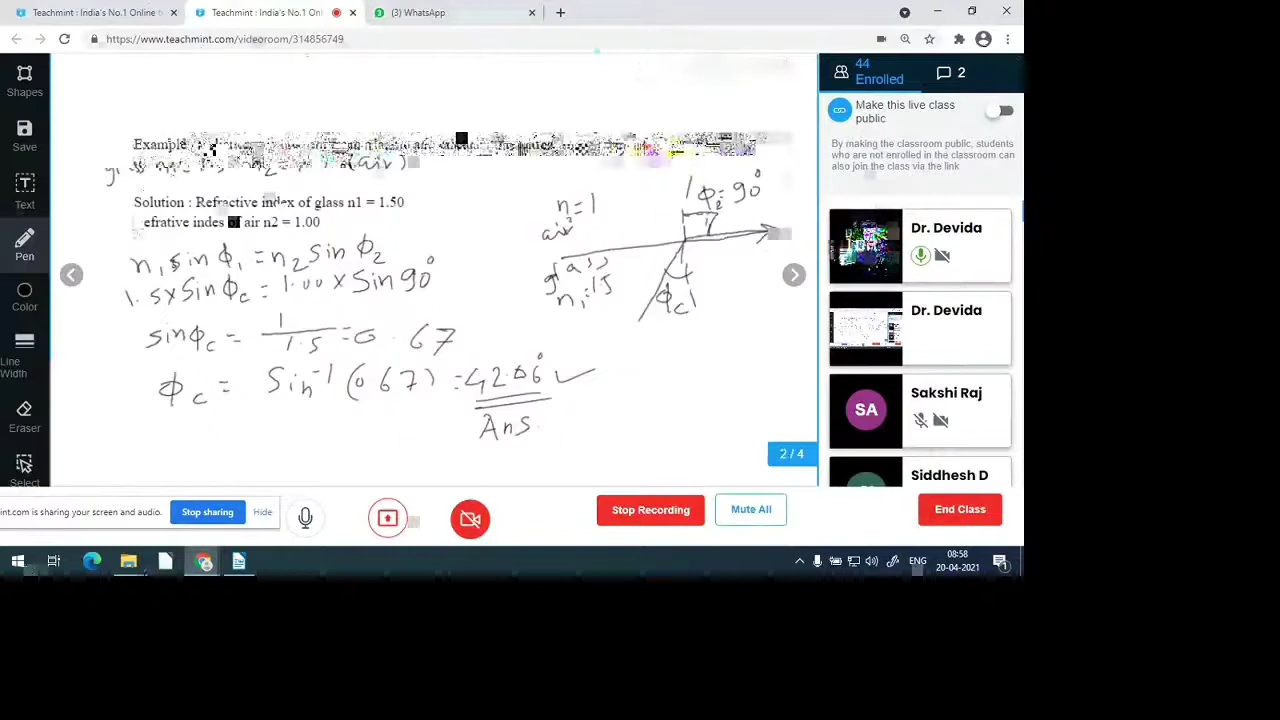 Teachmint : India's No.1 Online t
Teachmint : India's No.1 Onl
(3) WhatsApp
https://www.teachmint.com/videoroom/314856749
Shapes
Save
Text
Pen
Color
Line
Width
Eraser
Select
Example
n2 = (air)
Solution : Refractive index of glass n1 = 1.50
efrative indes of air n2 = 1.00
n1 sin ϕ1 = n2 sin ϕ2
1.5 x sin ϕc = 1.00 x sin 90°
sin ϕc = 1/1.5 = 0.67
ϕc = Sin⁻¹ (0 67) = 42.06° ✓
Ans
n=1
air
ϕ2=90°
glass
n1=1.5
ϕc
2 / 4
44
Enrolled
2
Make this live class
public
By making the classroom public, students
who are not enrolled in the classroom can
also join the class via the link
Dr. Devida
Dr. Devida
SA
Sakshi Raj
Siddhesh D
int.com is sharing your screen and audio.
Stop sharing
Hide
Stop Recording
Mute All
End Class
ENG
08:58
20-04-2021
1